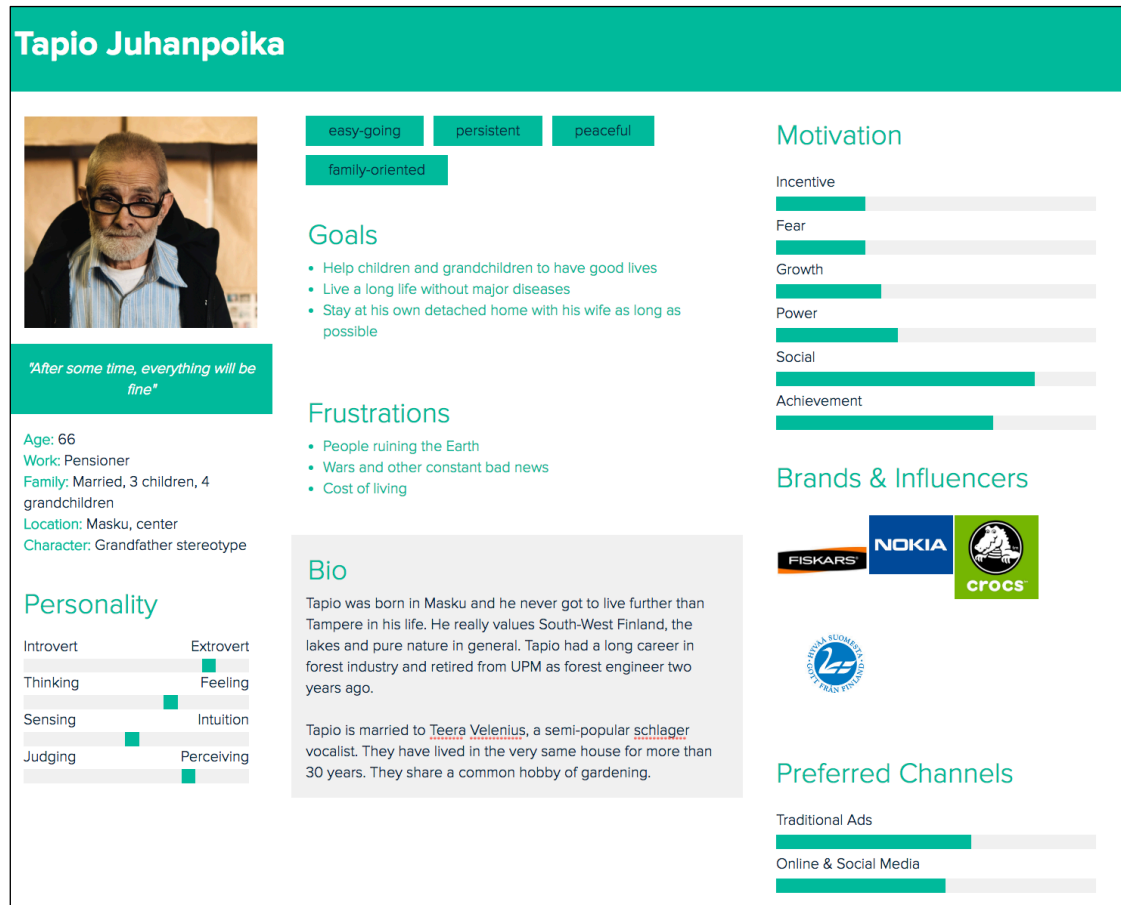 Tapio Juhanpoika
"After some time, everything will be
fine"
Age: 66
Work: Pensioner
Family: Married, 3 children, 4
grandchildren
Location: Masku, center
Character: Grandfather stereotype
Personality
Introvert Extrovert
Thinking Feeling
Sensing Intuition
Judging Perceiving
easy-going persistent peaceful
family-oriented
Goals
• Help children and grandchildren to have good lives
• Live a long life without major diseases
• Stay at his own detached home with his wife as long as
possible
Frustrations
• People ruining the Earth
• Wars and other constant bad news
• Cost of living
Bio
Tapio was born in Masku and he never got to live further than
Tampere in his life. He really values South-West Finland, the
lakes and pure nature in general. Tapio had a long career in
forest industry and retired from UPM as forest engineer two
years ago.
Tapio is married to Teera Velenius, a semi-popular schlager
vocalist. They have lived in the very same house for more than
30 years. They share a common hobby of gardening.
Motivation
Incentive
Fear
Growth
Power
Social
Achievement
Brands & Influencers
FISKARS®
NOKIA
crocs™
HYVÄÄ SUOMESTA
GOTT FRÅN FINLAND
Preferred Channels
Traditional Ads
Online & Social Media